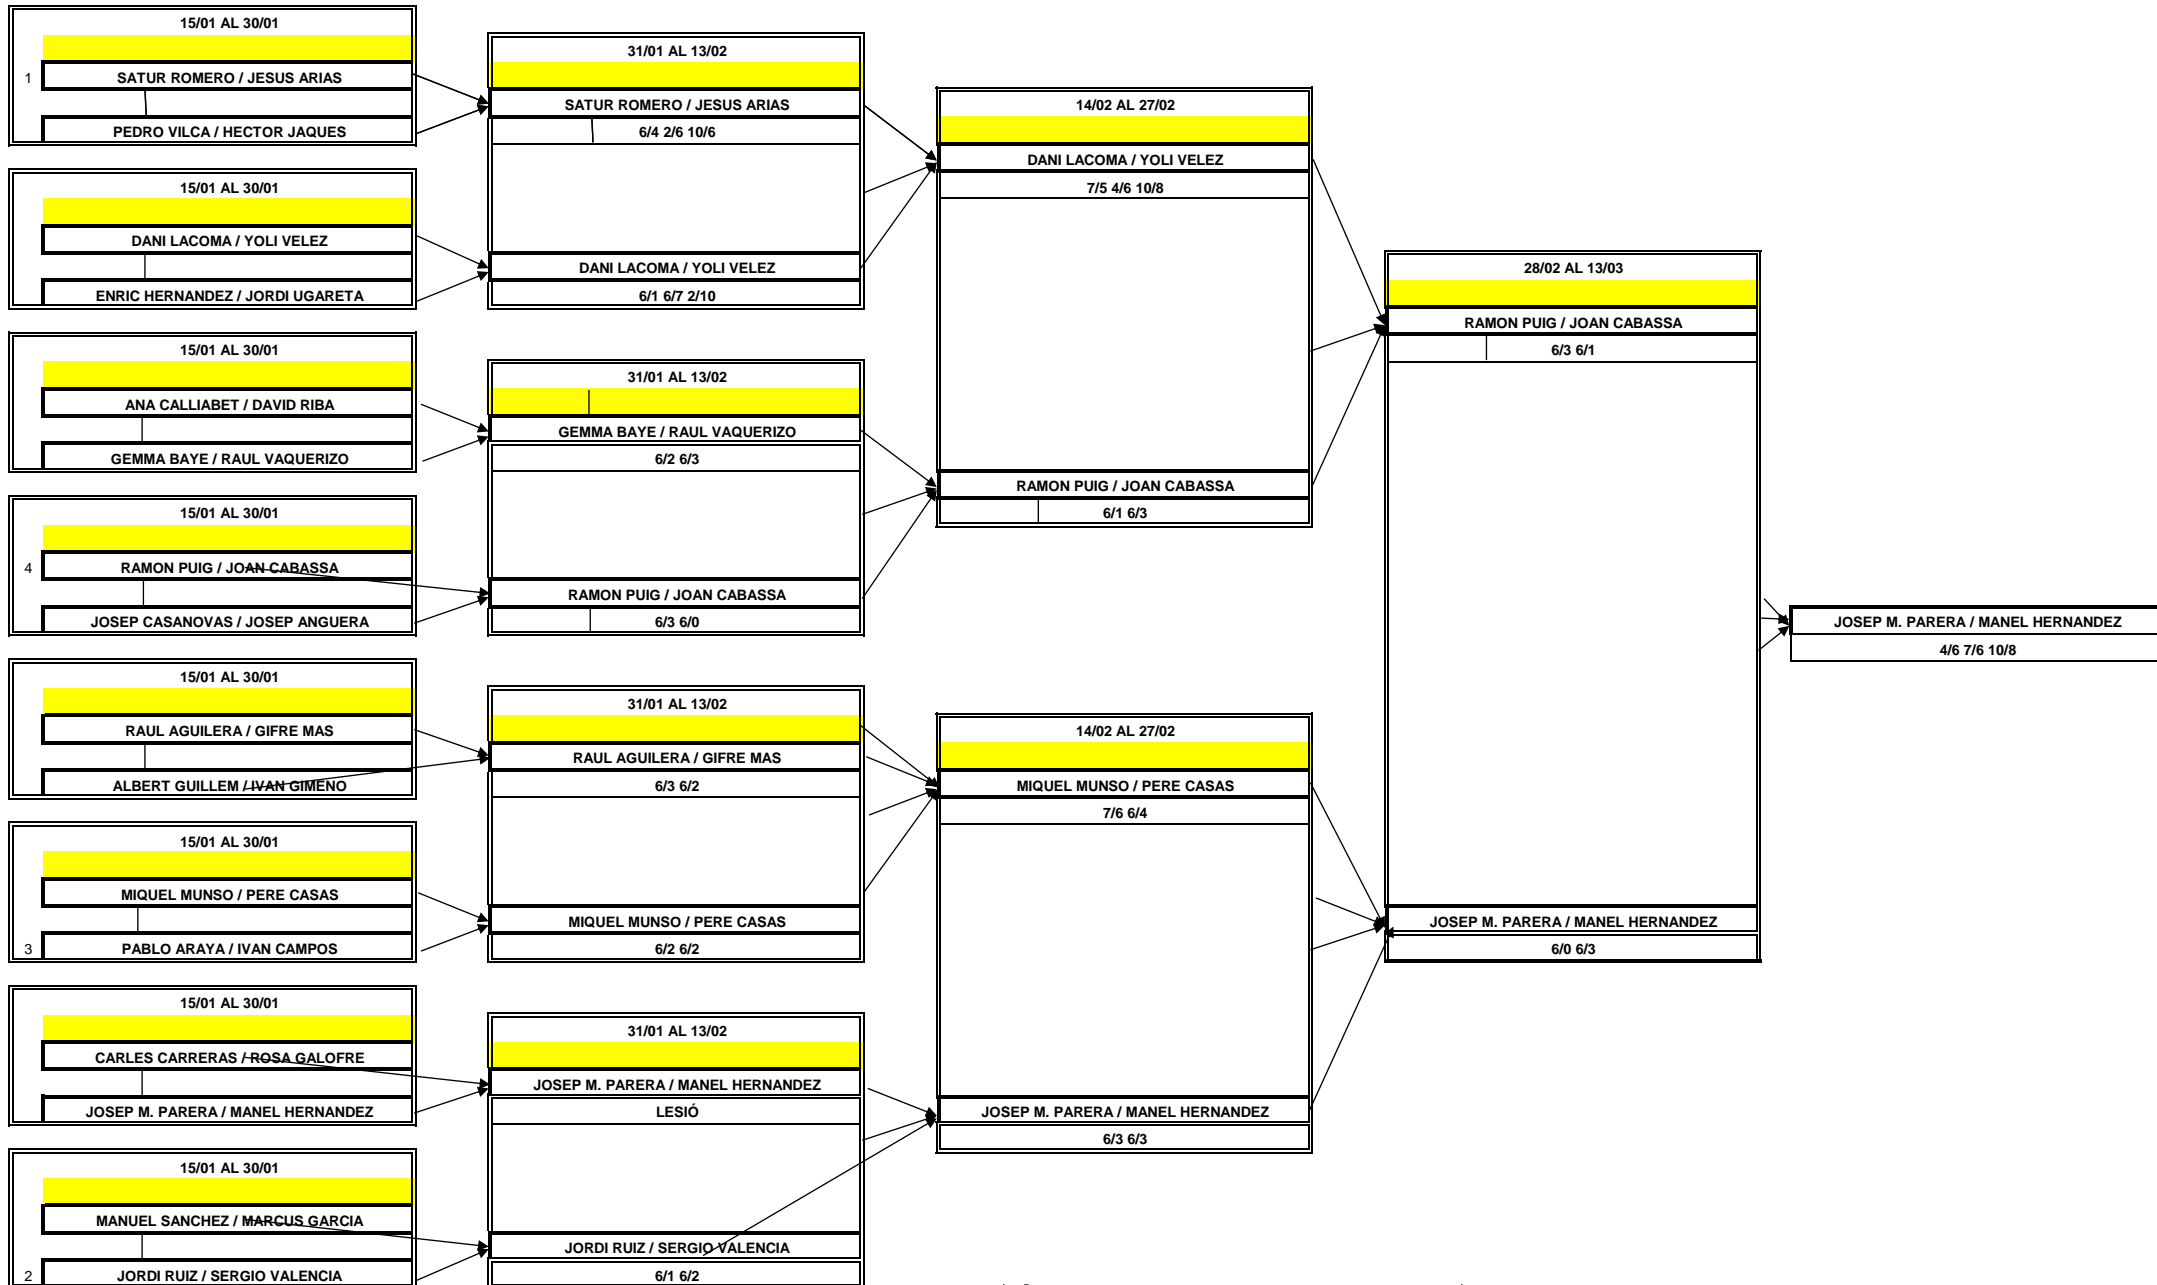 15/01 AL 30/01
1
SATUR ROMERO / JESUS ARIAS
PEDRO VILCA / HECTOR JAQUES
15/01 AL 30/01
DANI LACOMA / YOLI VELEZ
ENRIC HERNANDEZ / JORDI UGARETA
15/01 AL 30/01
ANA CALLIABET / DAVID RIBA
GEMMA BAYE / RAUL VAQUERIZO
15/01 AL 30/01
4
RAMON PUIG / JOAN CABASSA
JOSEP CASANOVAS / JOSEP ANGUERA
15/01 AL 30/01
RAUL AGUILERA / GIFRE MAS
ALBERT GUILLEM / IVAN GIMENO
15/01 AL 30/01
MIQUEL MUNSO / PERE CASAS
3
PABLO ARAYA / IVAN CAMPOS
15/01 AL 30/01
CARLES CARRERAS / ROSA GALOFRE
JOSEP M. PARERA / MANEL HERNANDEZ
15/01 AL 30/01
MANUEL SANCHEZ / MARCUS GARCIA
2
JORDI RUIZ / SERGIO VALENCIA
31/01 AL 13/02
SATUR ROMERO / JESUS ARIAS
6/4 2/6 10/6
DANI LACOMA / YOLI VELEZ
6/1 6/7 2/10
31/01 AL 13/02
GEMMA BAYE / RAUL VAQUERIZO
6/2 6/3
RAMON PUIG / JOAN CABASSA
6/3 6/0
31/01 AL 13/02
RAUL AGUILERA / GIFRE MAS
6/3 6/2
MIQUEL MUNSO / PERE CASAS
6/2 6/2
31/01 AL 13/02
JOSEP M. PARERA / MANEL HERNANDEZ
LESIÓ
JORDI RUIZ / SERGIO VALENCIA
6/1 6/2
14/02 AL 27/02
DANI LACOMA / YOLI VELEZ
7/5 4/6 10/8
RAMON PUIG / JOAN CABASSA
6/1 6/3
14/02 AL 27/02
MIQUEL MUNSO / PERE CASAS
7/6 6/4
JOSEP M. PARERA / MANEL HERNANDEZ
6/3 6/3
28/02 AL 13/03
RAMON PUIG / JOAN CABASSA
6/3 6/1
JOSEP M. PARERA / MANEL HERNANDEZ
6/0 6/3
JOSEP M. PARERA / MANEL HERNANDEZ
4/6 7/6 10/8